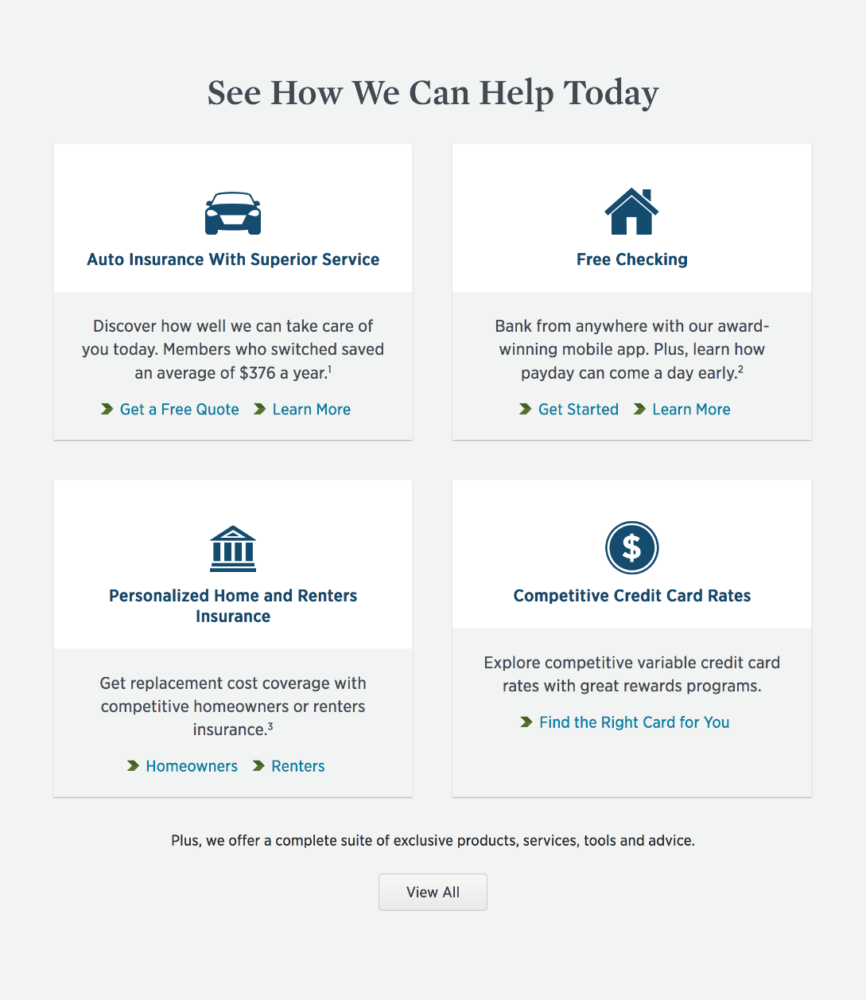 See How We Can Help Today
Auto Insurance With Superior Service
Discover how well we can take care of
you today. Members who switched saved
an average of $376 a year.¹
Get a Free Quote Learn More
Free Checking
Bank from anywhere with our award-
winning mobile app. Plus, learn how
payday can come a day early.²
Get Started Learn More
Personalized Home and Renters
Insurance
Get replacement cost coverage with
competitive homeowners or renters
insurance.³
Homeowners Renters
$
Competitive Credit Card Rates
Explore competitive variable credit card
rates with great rewards programs.
Find the Right Card for You
Plus, we offer a complete suite of exclusive products, services, tools and advice.
View All